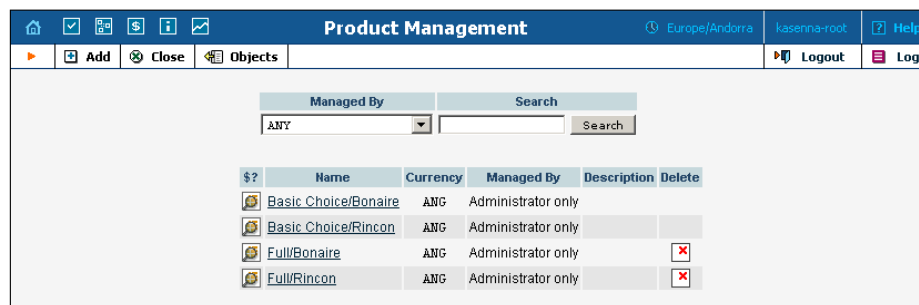 Product Management Europe/Andorra kasenna-root ? Help
Add Close Objects Logout Log
Managed By Search
ANY Search
$? Name Currency Managed By Description Delete
Basic Choice/Bonaire ANG Administrator only
Basic Choice/Rincon ANG Administrator only
Full/Bonaire ANG Administrator only
Full/Rincon ANG Administrator only